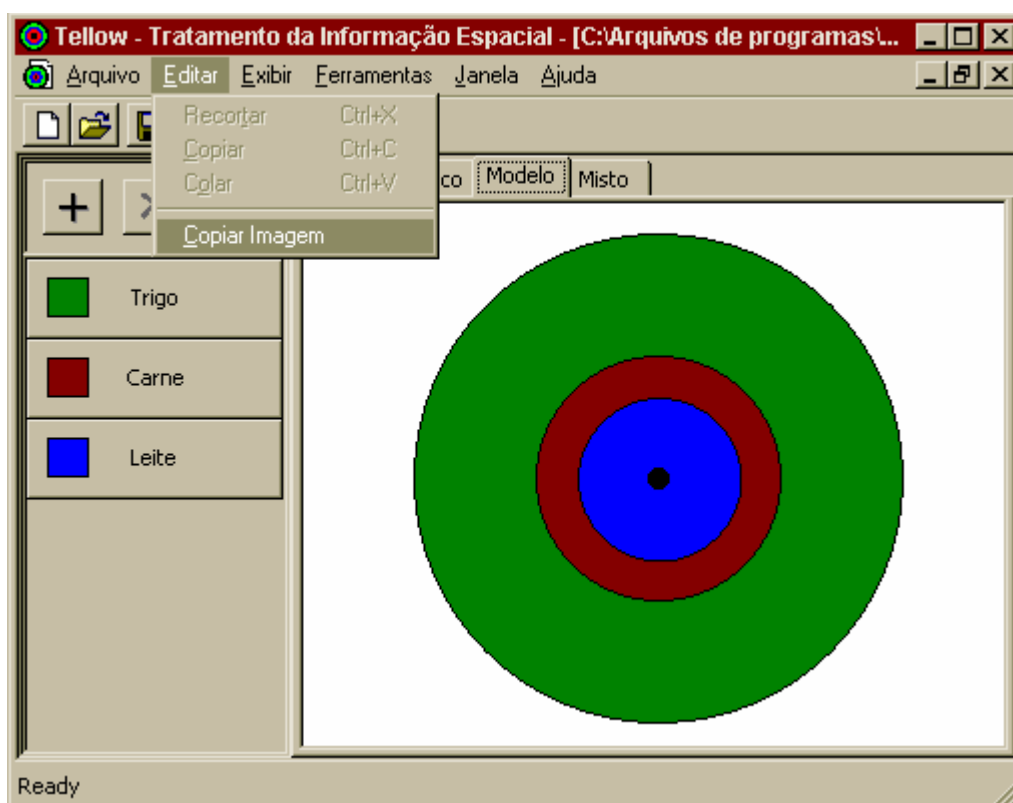 Tellow - Tratamento da Informação Espacial - [C:\Arquivos de programas\...
Arquivo Editar Exibir Ferramentas Janela Ajuda
Recortar Ctrl+X
Copiar Ctrl+C
Colar Ctrl+V
Copiar Imagem
co Modelo Misto
Trigo
Carne
Leite
Ready